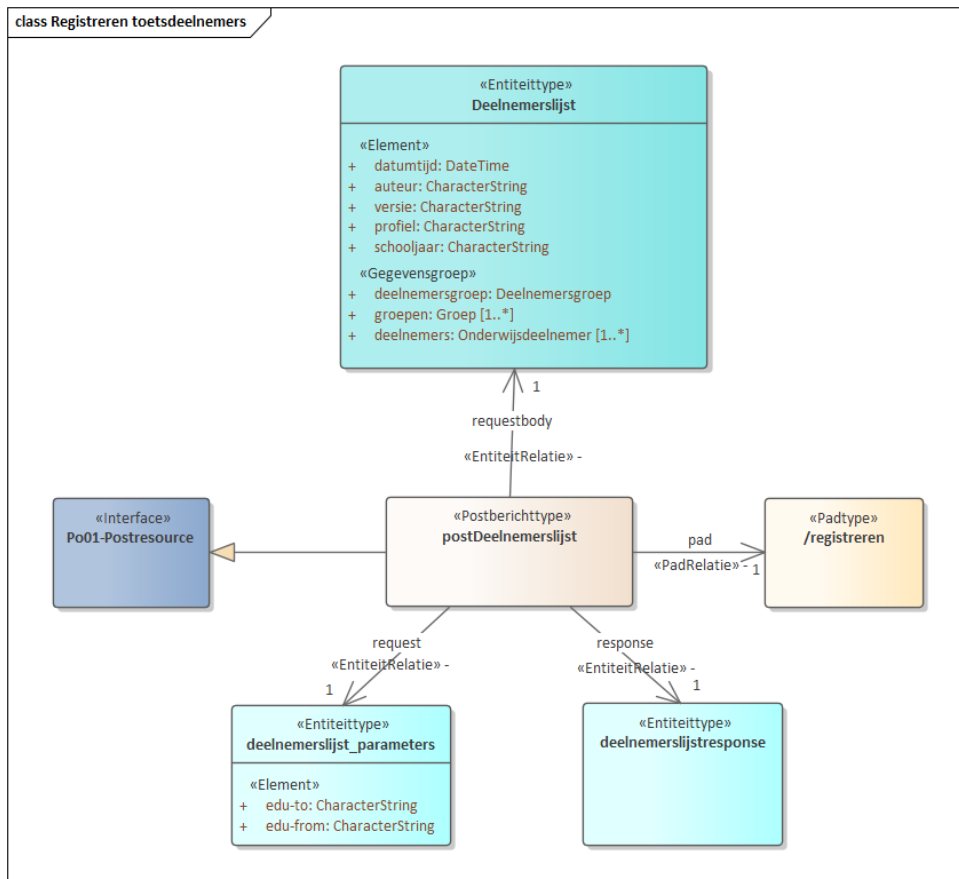 class Registreren toetsdeelnemers
«Entiteittype»
Deelnemerslijst
«Element»
+ datumtijd: DateTime
+ auteur: CharacterString
+ versie: CharacterString
+ profiel: CharacterString
+ schooljaar: CharacterString
«Gegevensgroep»
+ deelnemersgroep: Deelnemersgroep
+ groepen: Groep [1..*]
+ deelnemers: Onderwijsdeelnemer [1..*]
1
requestbody
«EntiteitRelatie» -
«Interface»
Po01-Postresource
«Postberichttype»
postDeelnemerslijst
pad
«PadRelatie» -
1
«Padtype»
/registreren
request
«EntiteitRelatie» -
1
response
«EntiteitRelatie» -
1
«Entiteittype»
deelnemerslijst_parameters
«Element»
+ edu-to: CharacterString
+ edu-from: CharacterString
«Entiteittype»
deelnemerslijstresponse